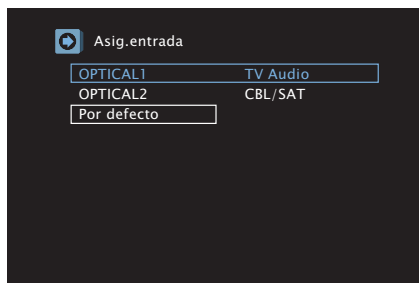 Asig.entrada
OPTICAL1 TV Audio
OPTICAL2 CBL/SAT
Por defecto